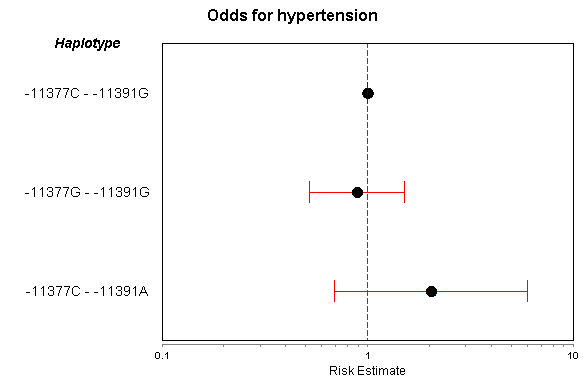 Odds for hypertension
Haplotype
-11377C - -11391G
-11377G - -11391G
-11377C - -11391A
0.1 1 10
Risk Estimate